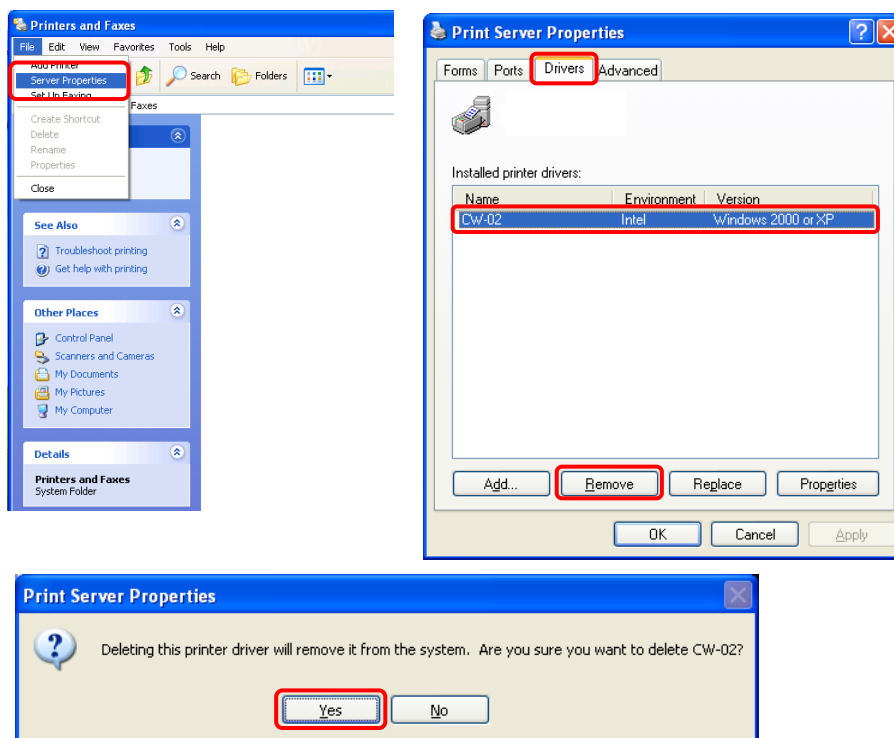 Printers and Faxes
File Edit View Favorites Tools Help
Add Printer
Server Properties
Set Up Faxing
Search Folders
Faxes
Create Shortcut
Delete
Rename
Properties
Close
See Also
Troubleshoot printing
Get help with printing
Other Places
Control Panel
Scanners and Cameras
My Documents
My Pictures
My Computer
Details
Printers and Faxes
System Folder
Print Server Properties
Forms Ports Drivers Advanced
Installed printer drivers:
Name Environment Version
CW-02 Intel Windows 2000 or XP
Add... Remove Replace Properties
OK Cancel Apply
Print Server Properties
Deleting this printer driver will remove it from the system. Are you sure you want to delete CW-02?
Yes No